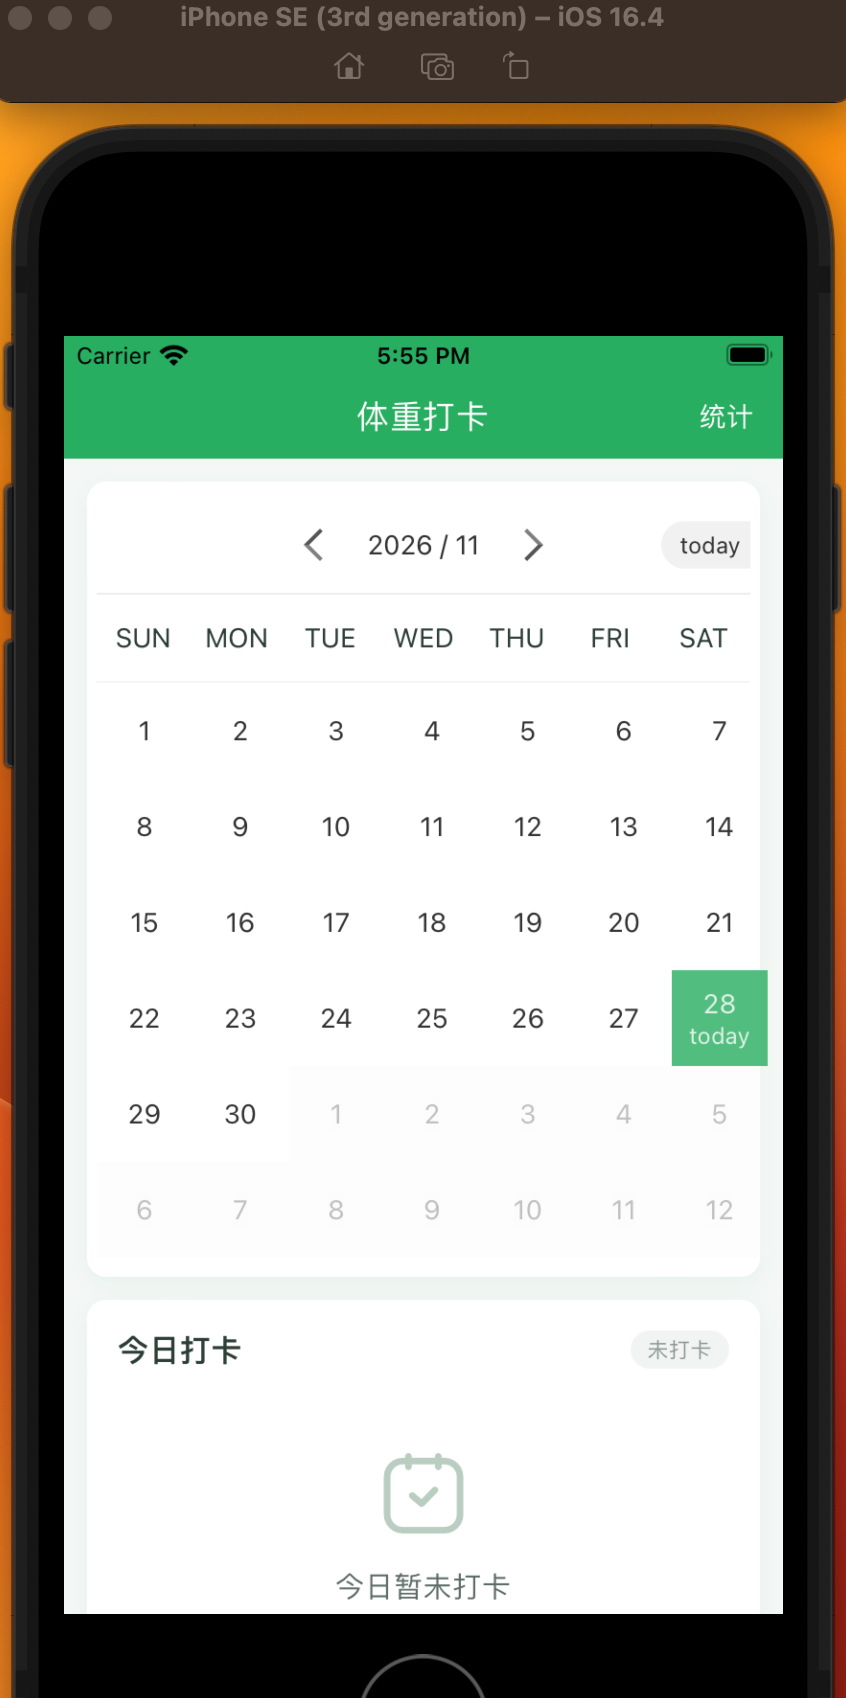 iPhone SE (3rd generation) – iOS 16.4
Carrier 5:55 PM
体重打卡 统计
2026 / 11 today
SUN MON TUE WED THU FRI SAT
1 2 3 4 5 6 7
8 9 10 11 12 13 14
15 16 17 18 19 20 21
22 23 24 25 26 27 28
today
29 30 1 2 3 4 5
6 7 8 9 10 11 12
今日打卡 未打卡
今日暂未打卡